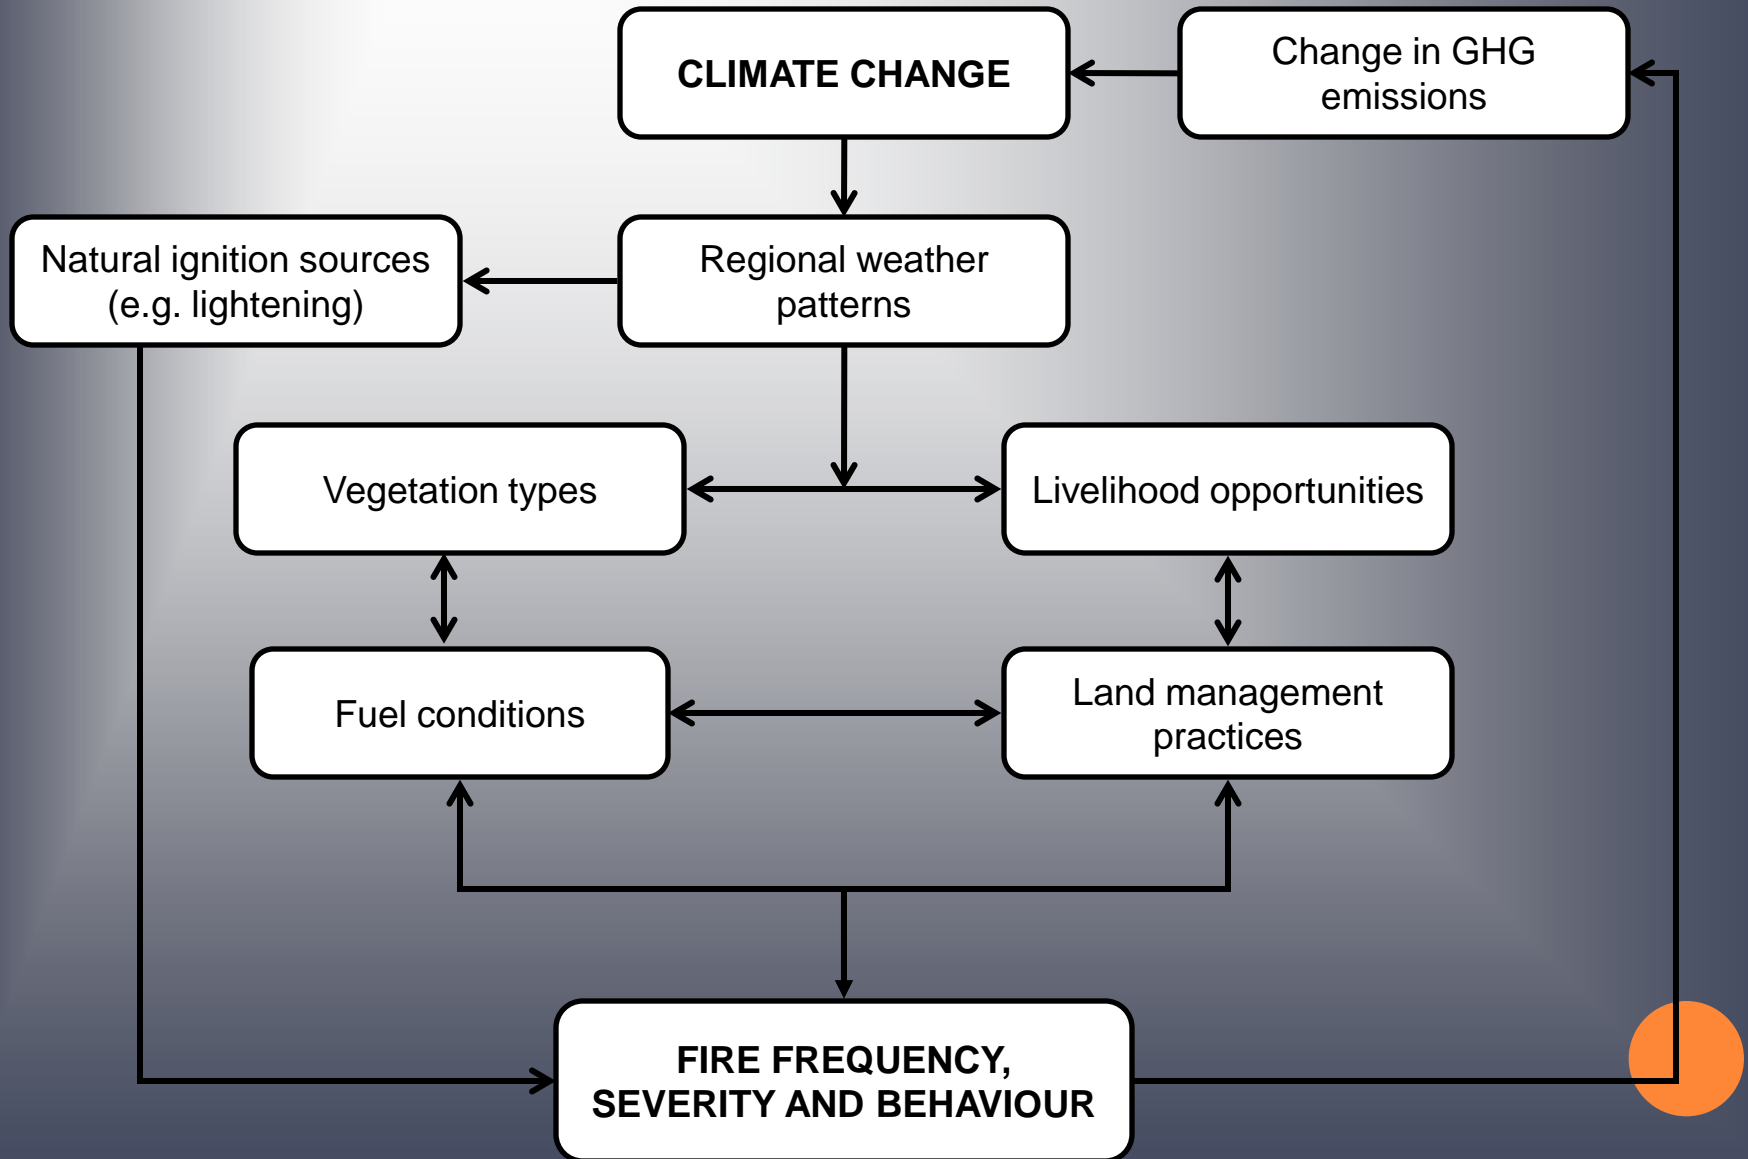 CLIMATE CHANGE
Change in GHG
emissions
Natural ignition sources
(e.g. lightening)
Regional weather
patterns
Vegetation types
Livelihood opportunities
Fuel conditions
Land management
practices
FIRE FREQUENCY,
SEVERITY AND BEHAVIOUR